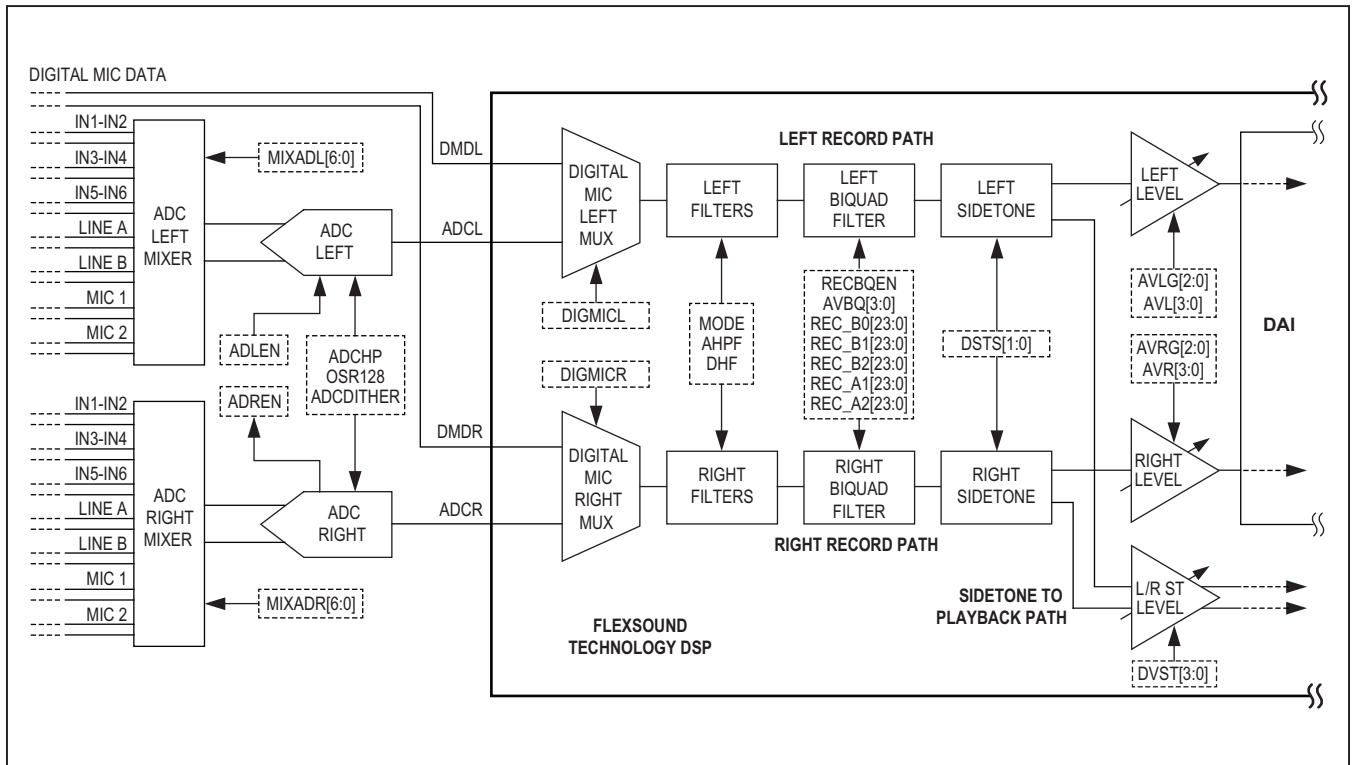 DIGITAL MIC DATA
IN1-IN2
IN3-IN4
IN5-IN6
LINE A
LINE B
MIC 1
MIC 2
ADC
LEFT
MIXER
MIXADL[6:0]
ADC
LEFT
ADLEN
ADCHP
OSR128
ADCDITHER
ADREN
IN1-IN2
IN3-IN4
IN5-IN6
LINE A
LINE B
MIC 1
MIC 2
ADC
RIGHT
MIXER
MIXADR[6:0]
ADC
RIGHT
DMDL
ADCL
DMDR
ADCR
DIGITAL
MIC
LEFT
MUX
DIGMICL
DIGMICR
DIGITAL
MIC
RIGHT
MUX
LEFT RECORD PATH
LEFT
FILTERS
LEFT
BIQUAD
FILTER
LEFT
SIDETONE
LEFT
LEVEL
MODE
AHPF
DHF
RECBQEN
AVBQ[3:0]
REC_B0[23:0]
REC_B1[23:0]
REC_B2[23:0]
REC_A1[23:0]
REC_A2[23:0]
DSTS[1:0]
AVLG[2:0]
AVL[3:0]
AVRG[2:0]
AVR[3:0]
DAI
RIGHT
FILTERS
RIGHT
BIQUAD
FILTER
RIGHT
SIDETONE
RIGHT
LEVEL
RIGHT RECORD PATH
SIDETONE TO
PLAYBACK PATH
L/R ST
LEVEL
DVST[3:0]
FLEXSOUND
TECHNOLOGY DSP